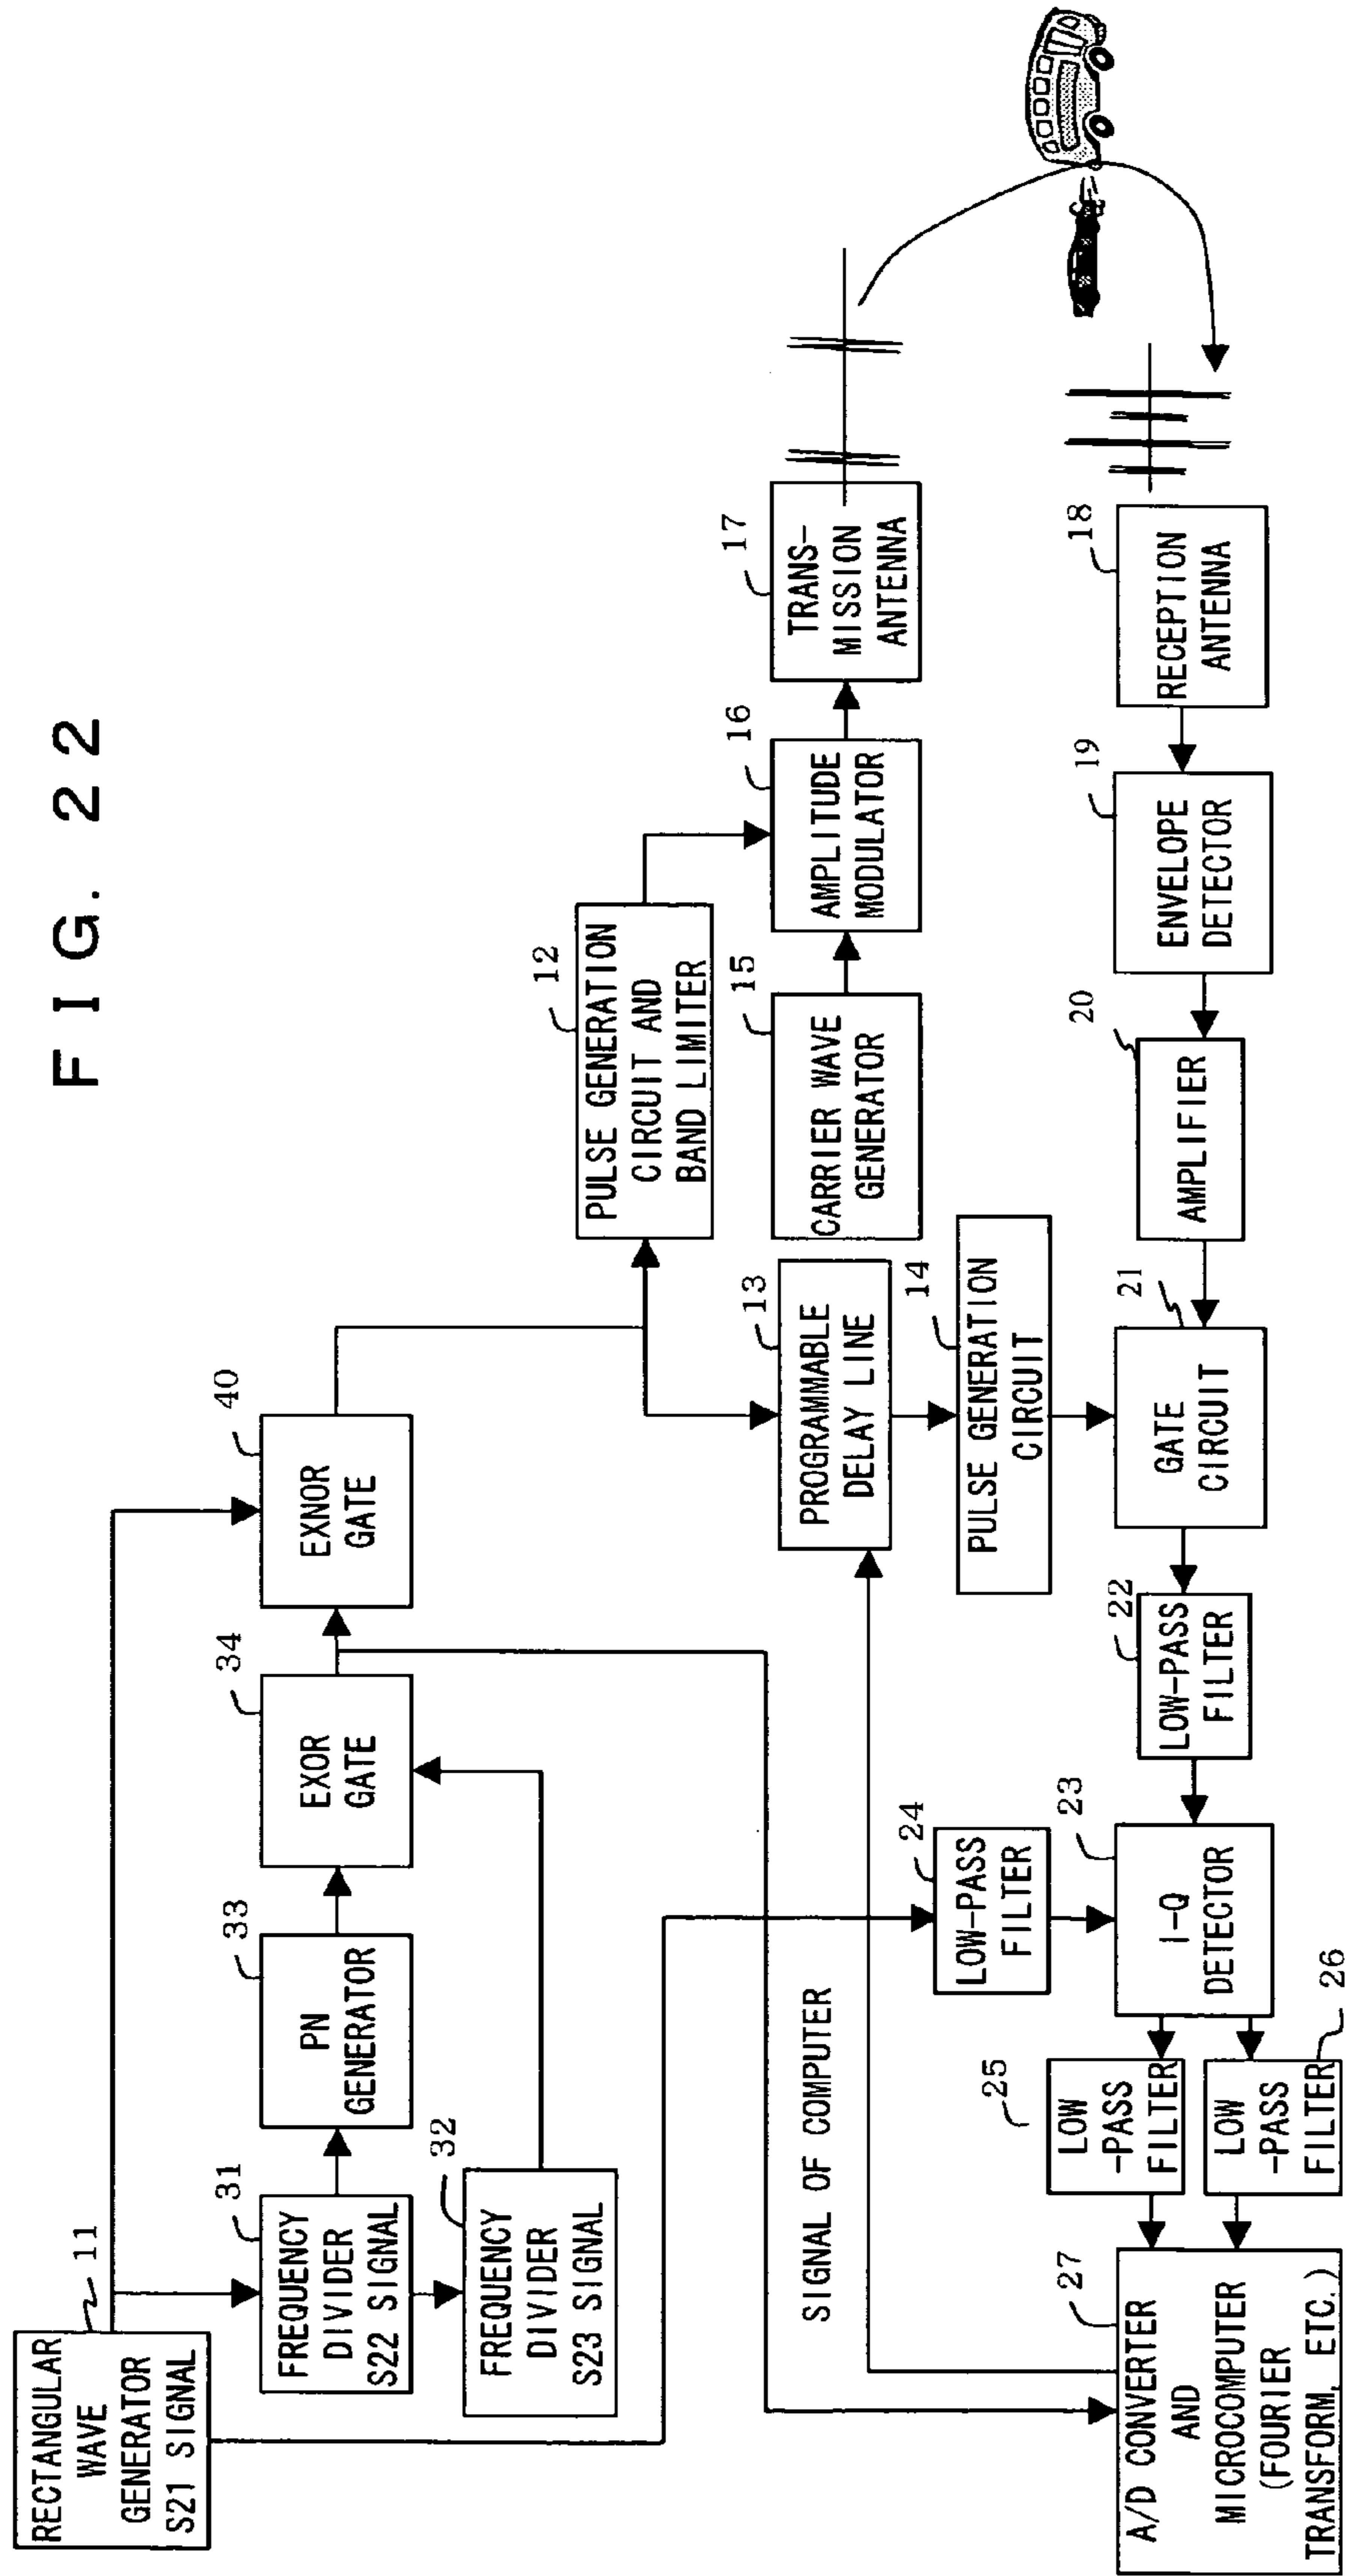 FIG. 22
RECTANGULAR
WAVE
GENERATOR
S21 SIGNAL
11
FREQUENCY
DIVIDER
S22 SIGNAL
31
FREQUENCY
DIVIDER
S23 SIGNAL
32
PN
GENERATOR
33
EXOR
GATE
34
EXNOR
GATE
40
PULSE GENERATION
CIRCUIT AND
BAND LIMITER
12
CARRIER WAVE
GENERATOR
15
AMPLITUDE
MODULATOR
16
TRANS-
MISSION
ANTENNA
17
PROGRAMMABLE
DELAY LINE
13
PULSE GENERATION
CIRCUIT
14
SIGNAL OF COMPUTER
RECEPTION
ANTENNA
18
ENVELOPE
DETECTOR
19
AMPLIFIER
20
GATE
CIRCUIT
21
LOW-PASS
FILTER
22
LOW-PASS
FILTER
24
I-Q
DETECTOR
23
LOW
-PASS
FILTER
25
LOW
-PASS
FILTER
26
A/D CONVERTER
AND
MICROCOMPUTER
(FOURIER
TRANSFORM, ETC.)
27